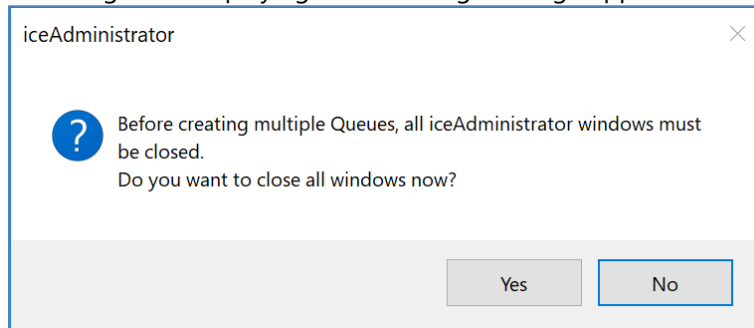 iceAdministrator
Before creating multiple Queues, all iceAdministrator windows must
be closed.
Do you want to close all windows now?
Yes
No